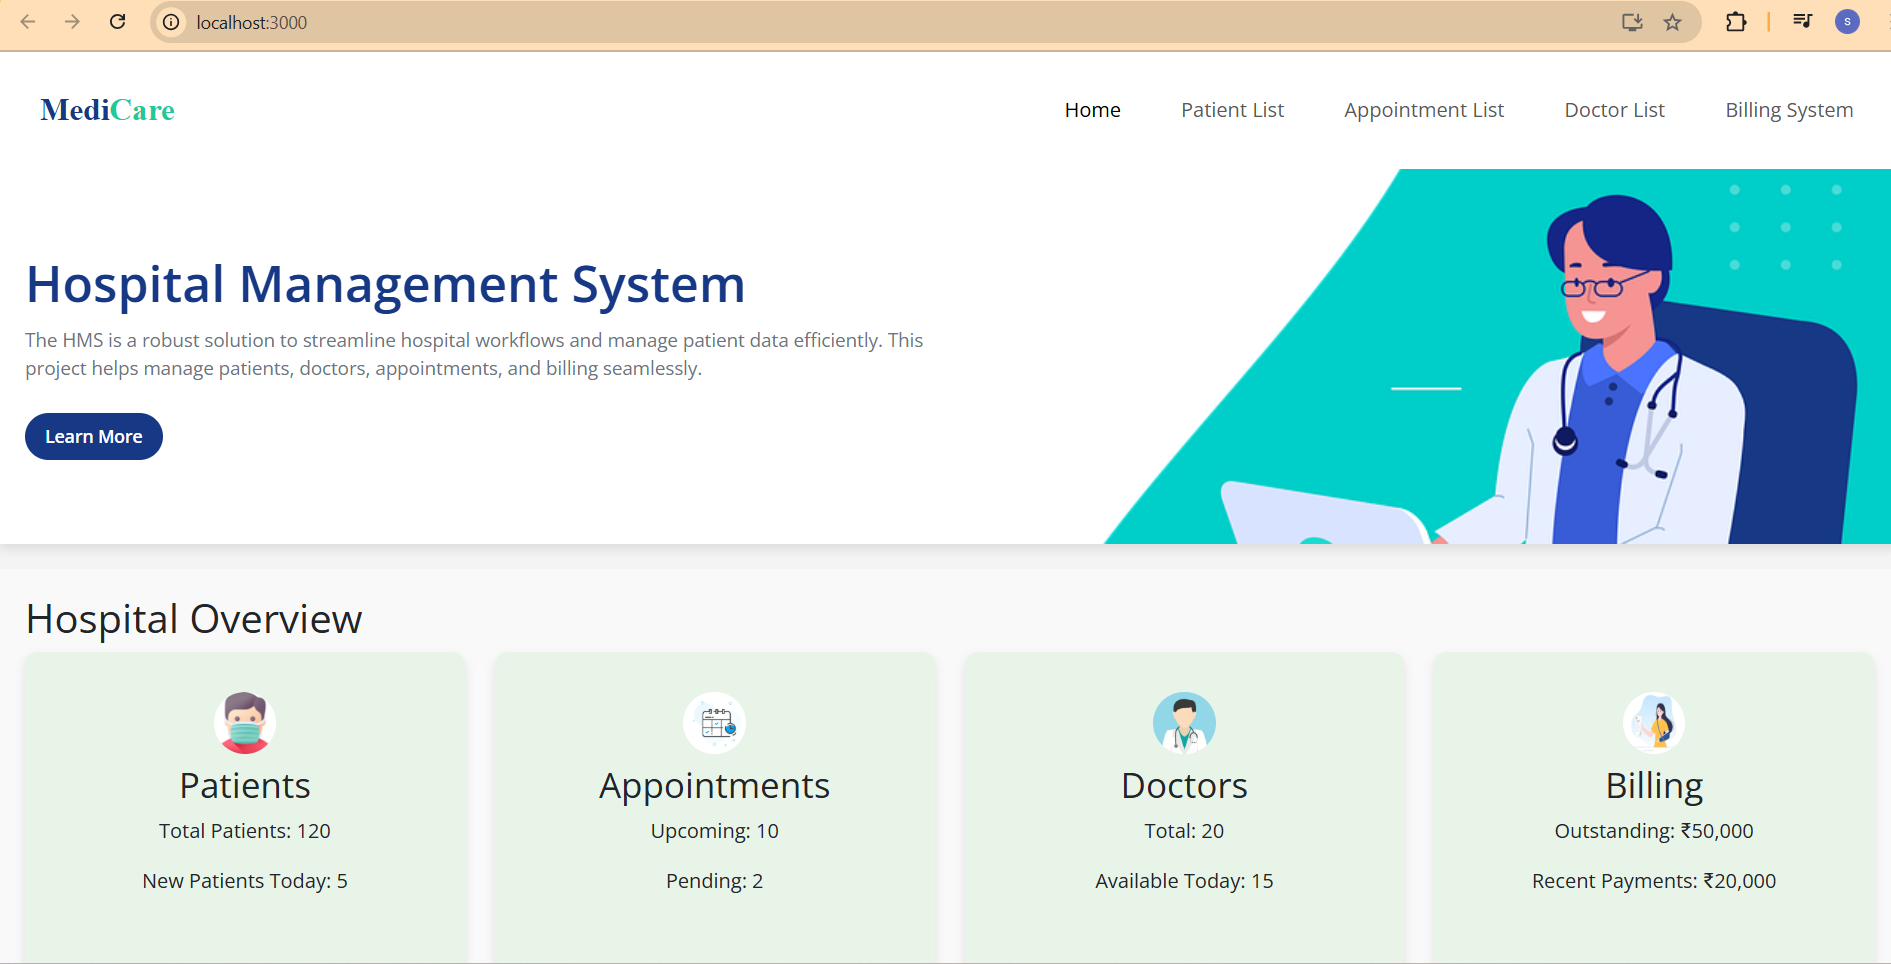 localhost:3000
S
MediCare
Home Patient List Appointment List Doctor List Billing System
Hospital Management System
The HMS is a robust solution to streamline hospital workflows and manage patient data efficiently. This
project helps manage patients, doctors, appointments, and billing seamlessly.
Learn More
Hospital Overview
Patients
Total Patients: 120
New Patients Today: 5
Appointments
Upcoming: 10
Pending: 2
Doctors
Total: 20
Available Today: 15
Billing
Outstanding: ₹50,000
Recent Payments: ₹20,000